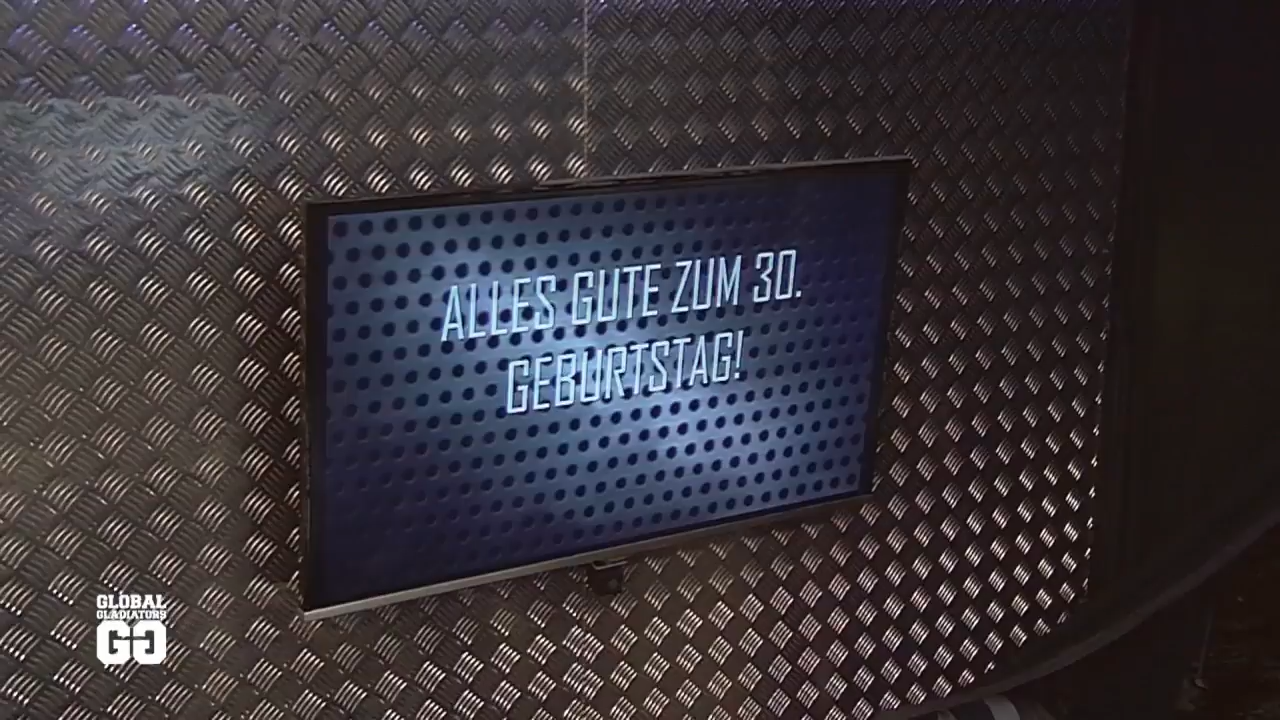 ALLES GUTE ZUM 30.
GEBURTSTAG!
GLOBAL
GLADIATORS
GG